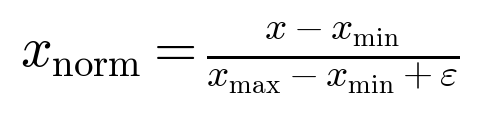 x_norm = (x − x_min) / (x_max − x_min + ε)